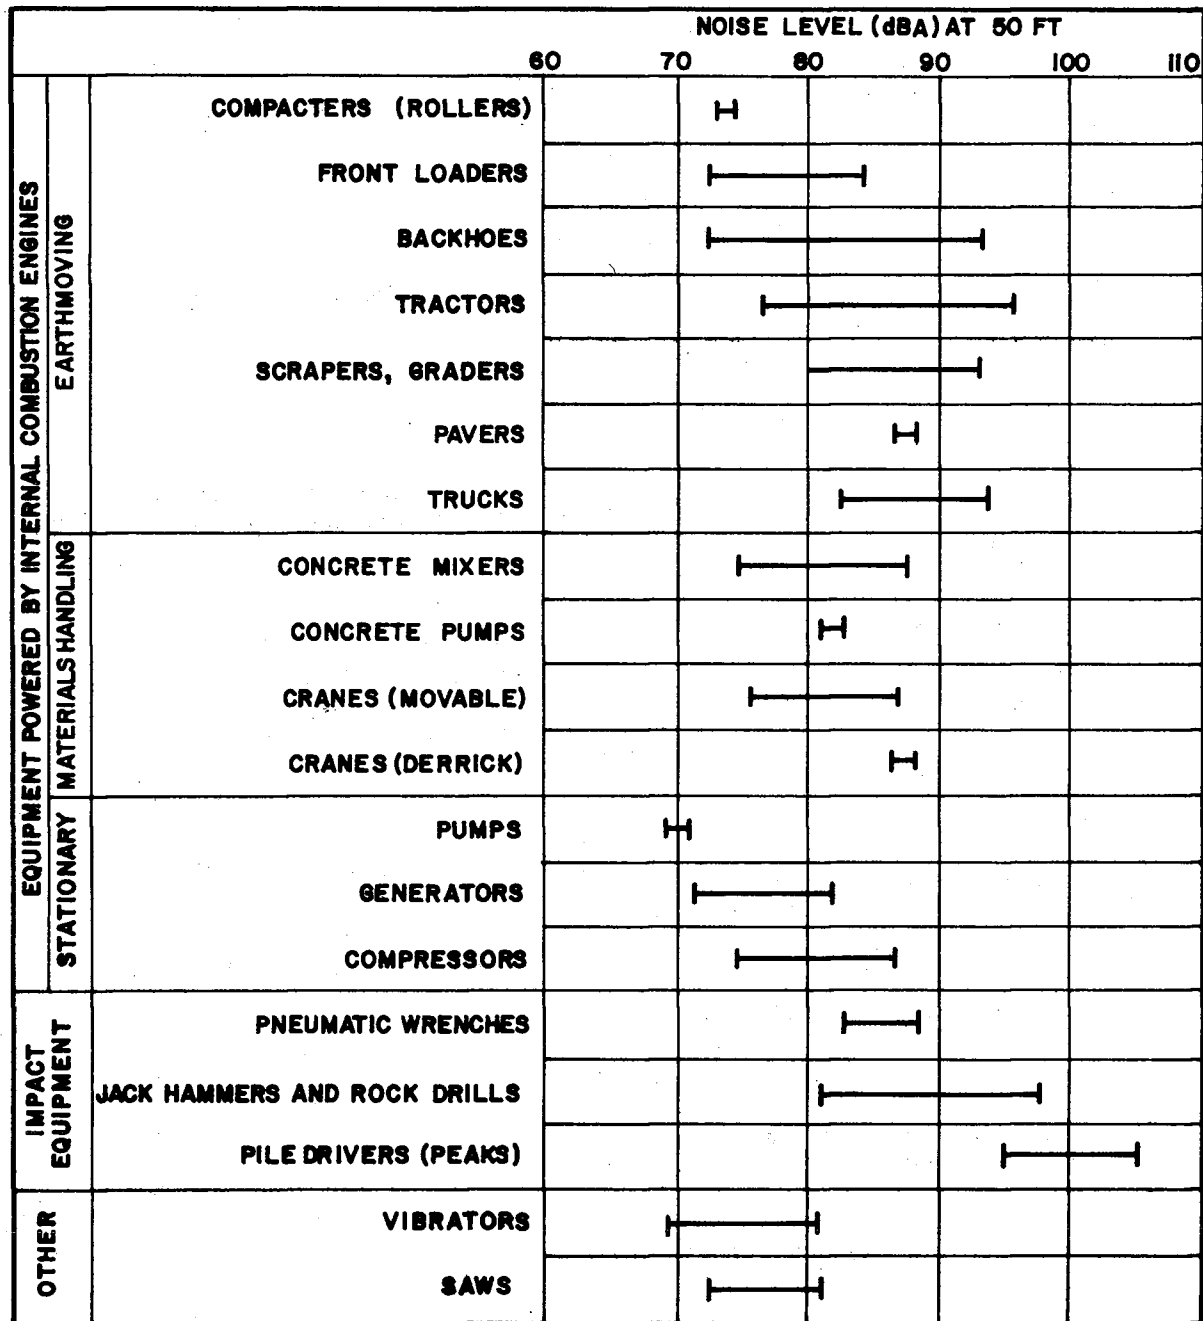 NOISE LEVEL (dBA) AT 50 FT
60 70 80 90 100 110
EQUIPMENT POWERED BY INTERNAL COMBUSTION ENGINES
EARTHMOVING
COMPACTERS (ROLLERS)
FRONT LOADERS
BACKHOES
TRACTORS
SCRAPERS, GRADERS
PAVERS
TRUCKS
MATERIALS HANDLING
CONCRETE MIXERS
CONCRETE PUMPS
CRANES (MOVABLE)
CRANES (DERRICK)
STATIONARY
PUMPS
GENERATORS
COMPRESSORS
IMPACT
EQUIPMENT
PNEUMATIC WRENCHES
JACK HAMMERS AND ROCK DRILLS
PILE DRIVERS (PEAKS)
OTHER
VIBRATORS
SAWS